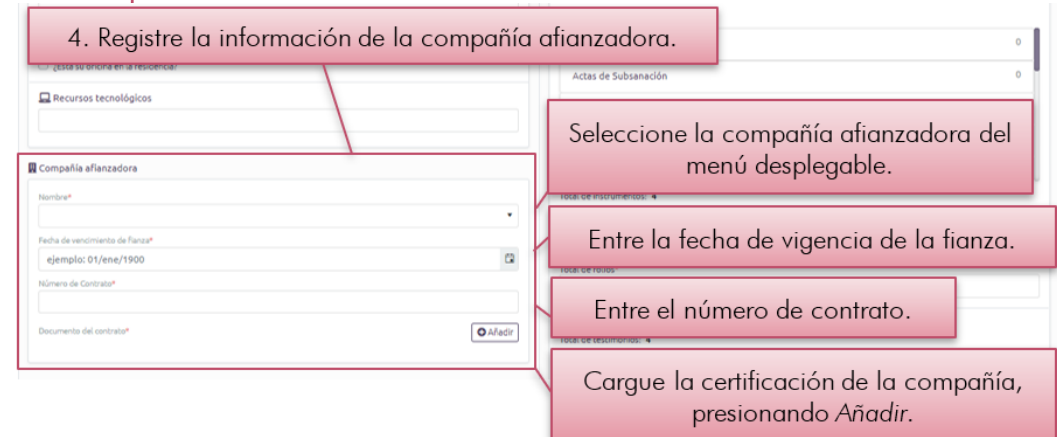 4. Registre la información de la compañía afianzadora.
0
¿Está su oficina en la residencia?
Actas de Subsanación
0
Recursos tecnológicos
Seleccione la compañía afianzadora del
menú desplegable.
Compañia afianzadora
Nombre*
Total de instrumentos: 4
Fecha de vencimiento de fianza*
ejemplo: 01/ene/1900
Entre la fecha de vigencia de la fianza.
Total de rollos*
Número de Contrato*
Entre el número de contrato.
Documento del contrato*
Añadir
Total de testimonios: 4
Cargue la certificación de la compañía,
presionando Añadir.